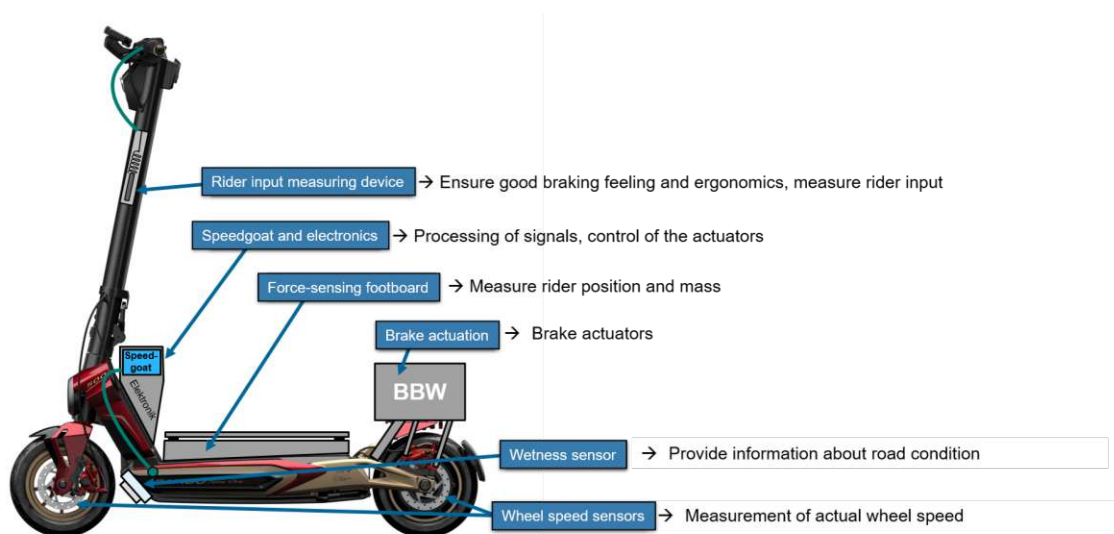 Rider input measuring device → Ensure good braking feeling and ergonomics, measure rider input
Speedgoat and electronics → Processing of signals, control of the actuators
Force-sensing footboard → Measure rider position and mass
Brake actuation → Brake actuators
Speed-
goat
Elektronik
BBW
Wetness sensor → Provide information about road condition
Wheel speed sensors → Measurement of actual wheel speed